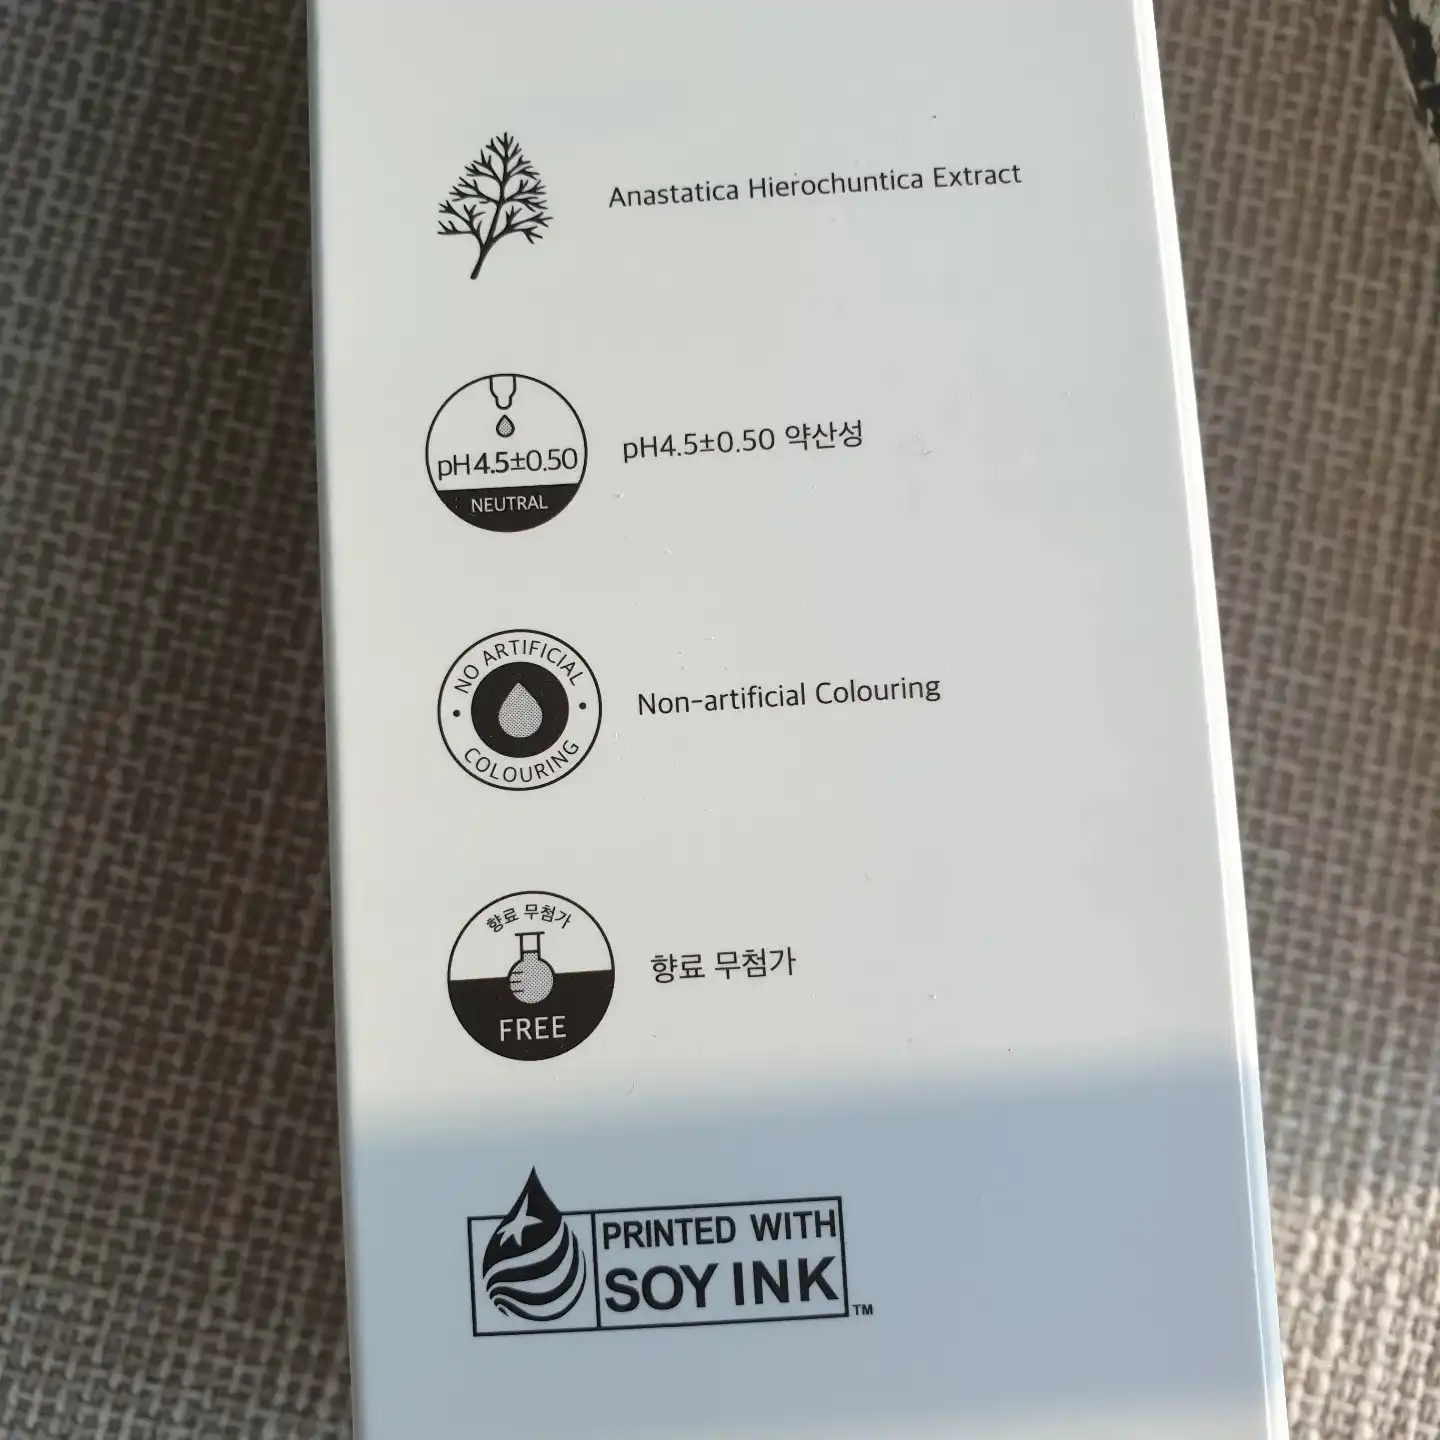 Anastatica Hierochuntica Extract
pH4.5±0.50
NEUTRAL
pH4.5±0.50 약산성
NO ARTIFICIAL
COLOURING
Non-artificial Colouring
향료 무첨가
FREE
향료 무첨가
PRINTED WITH
SOY INK
TM